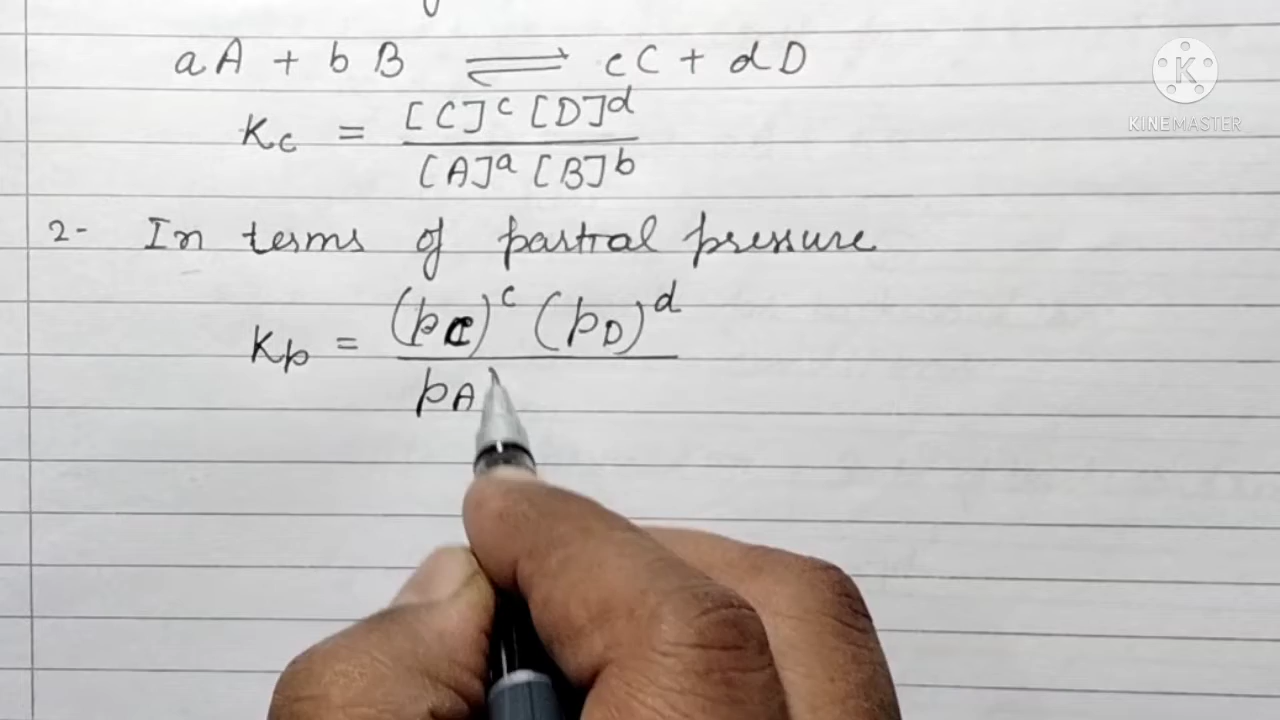 aA + bB ⇌ cC + dD
K
KINEMASTER
Kc = [C]^c [D]^d / [A]^a [B]^b
2- In terms of partial pressure
Kp = (pC)^c (pD)^d / pA